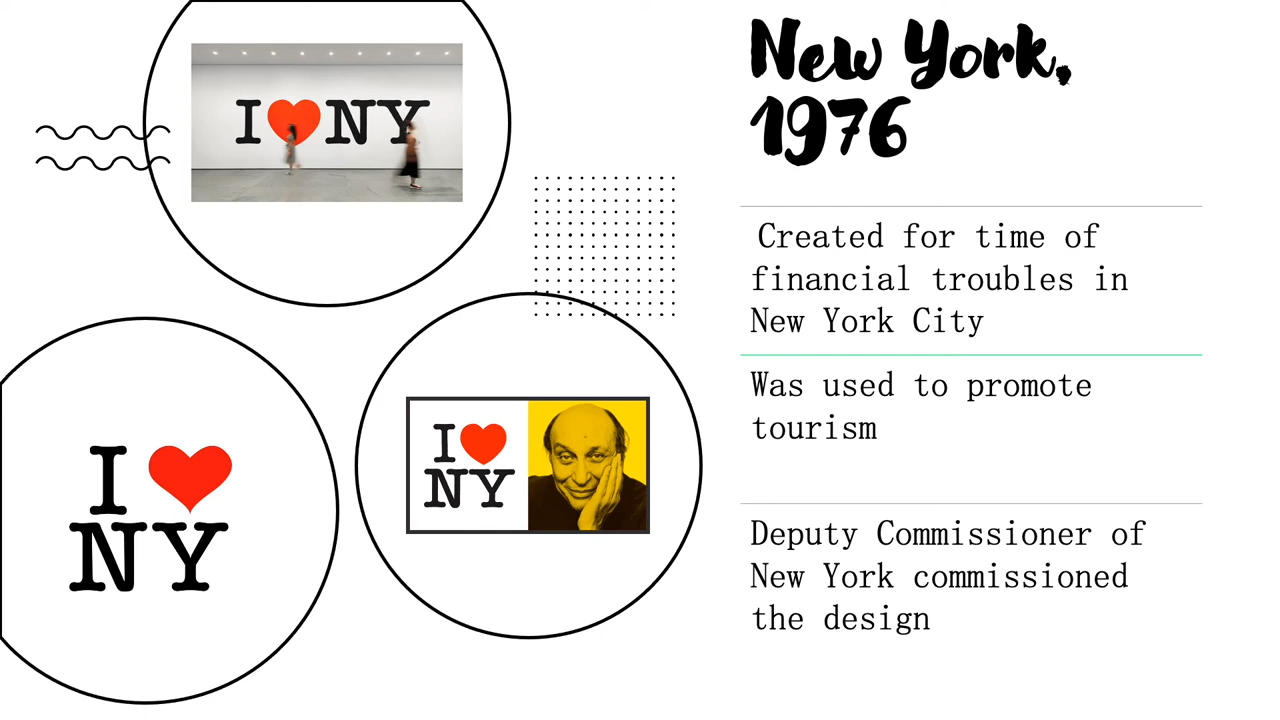 I ♥ NY
New York,
1976
Created for time of
financial troubles in
New York City
Was used to promote
tourism
Deputy Commissioner of
New York commissioned
the design
I ♥
NY
I ♥
NY